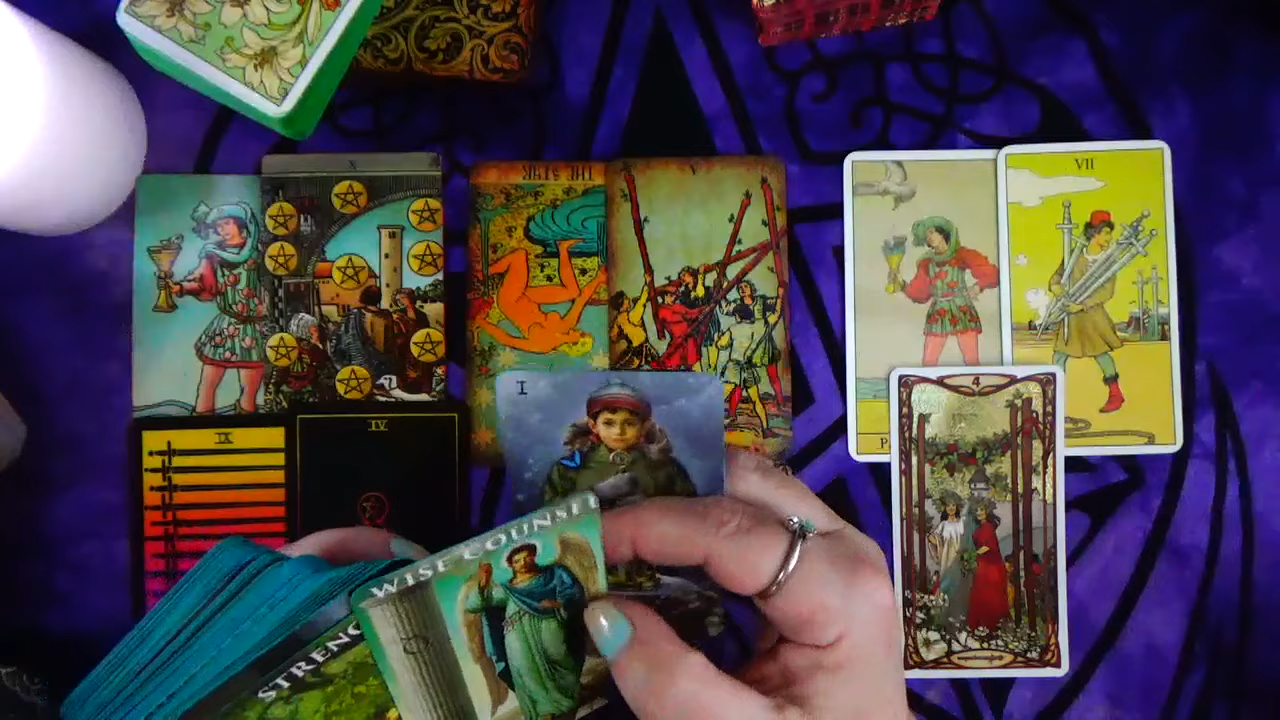 X
THE STAR
V
VII
I
4
IX
IV
WISE COUNSEL
STRENG
P